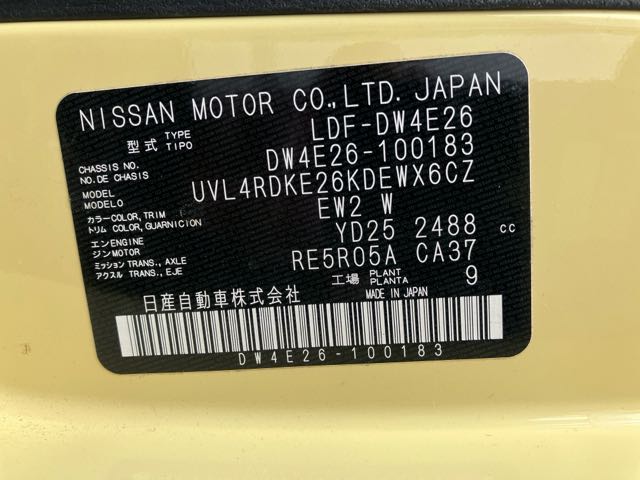 NISSAN MOTOR CO.,LTD. JAPAN
型式 TYPE TIPO LDF-DW4E26
CHASSIS NO. NO.DE CHASIS DW4E26-100183
MODEL MODELO UVL4RDKE26KDEWX6CZ
カラー COLOR, TRIM トリム COLOR, GUARNICION EW2 W
エンEンジン ENGINE MOTOR YD25 2488 cc
ミッション TRANS., AXLE アクスル TRANS., EJE RE5R05A CA37
工場 PLANT PLANTA 9
日産自動車株式会社 MADE IN JAPAN
DW4E26-100183